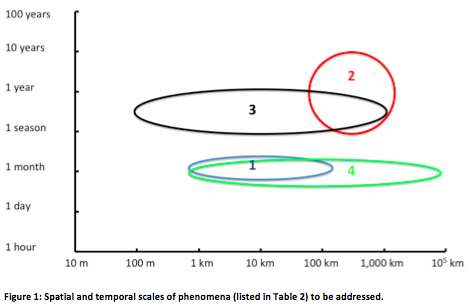 100 years
10 years
2
1 year
3
1 season
1 month
1
4
1 day
1 hour
10 m
100 m
1 km
10 km
100 km
1,000 km
10⁵ km
Figure 1: Spatial and temporal scales of phenomena (listed in Table 2) to be addressed.